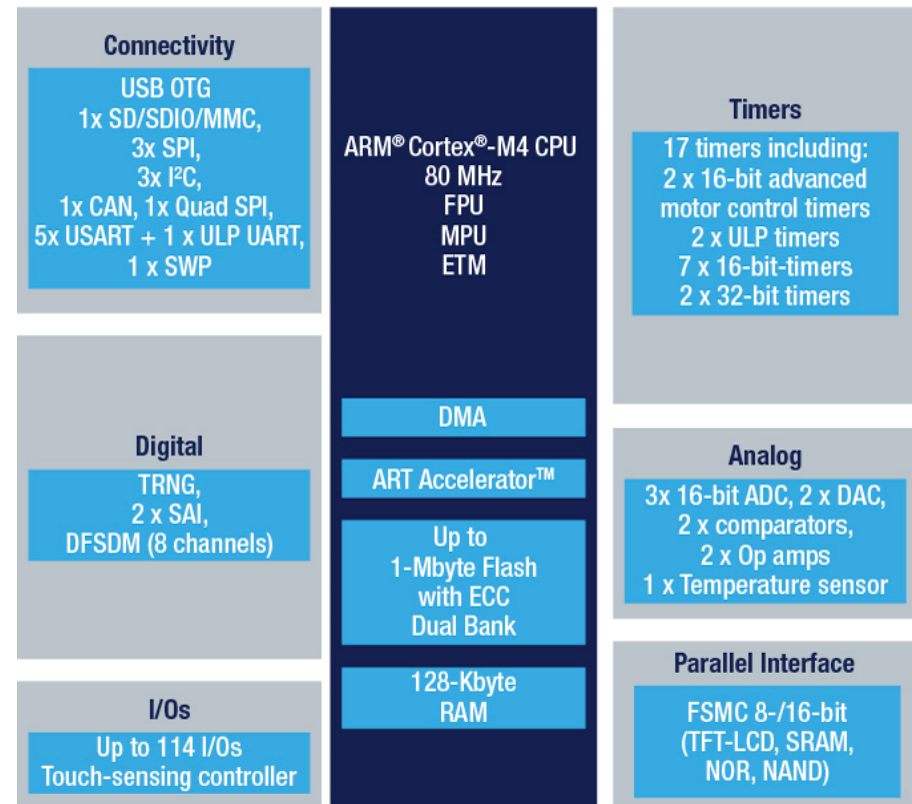 Connectivity
USB OTG
1x SD/SDIO/MMC,
3x SPI,
3x I²C,
1x CAN, 1x Quad SPI,
5x USART + 1 x ULP UART,
1 x SWP
Digital
TRNG,
2 x SAI,
DFSDM (8 channels)
I/Os
Up to 114 I/Os
Touch-sensing controller
ARM® Cortex®-M4 CPU
80 MHz
FPU
MPU
ETM
DMA
ART Accelerator™
Up to
1-Mbyte Flash
with ECC
Dual Bank
128-Kbyte
RAM
Timers
17 timers including:
2 x 16-bit advanced
motor control timers
2 x ULP timers
7 x 16-bit-timers
2 x 32-bit timers
Analog
3x 16-bit ADC, 2 x DAC,
2 x comparators,
2 x Op amps
1 x Temperature sensor
Parallel Interface
FSMC 8-/16-bit
(TFT-LCD, SRAM,
NOR, NAND)